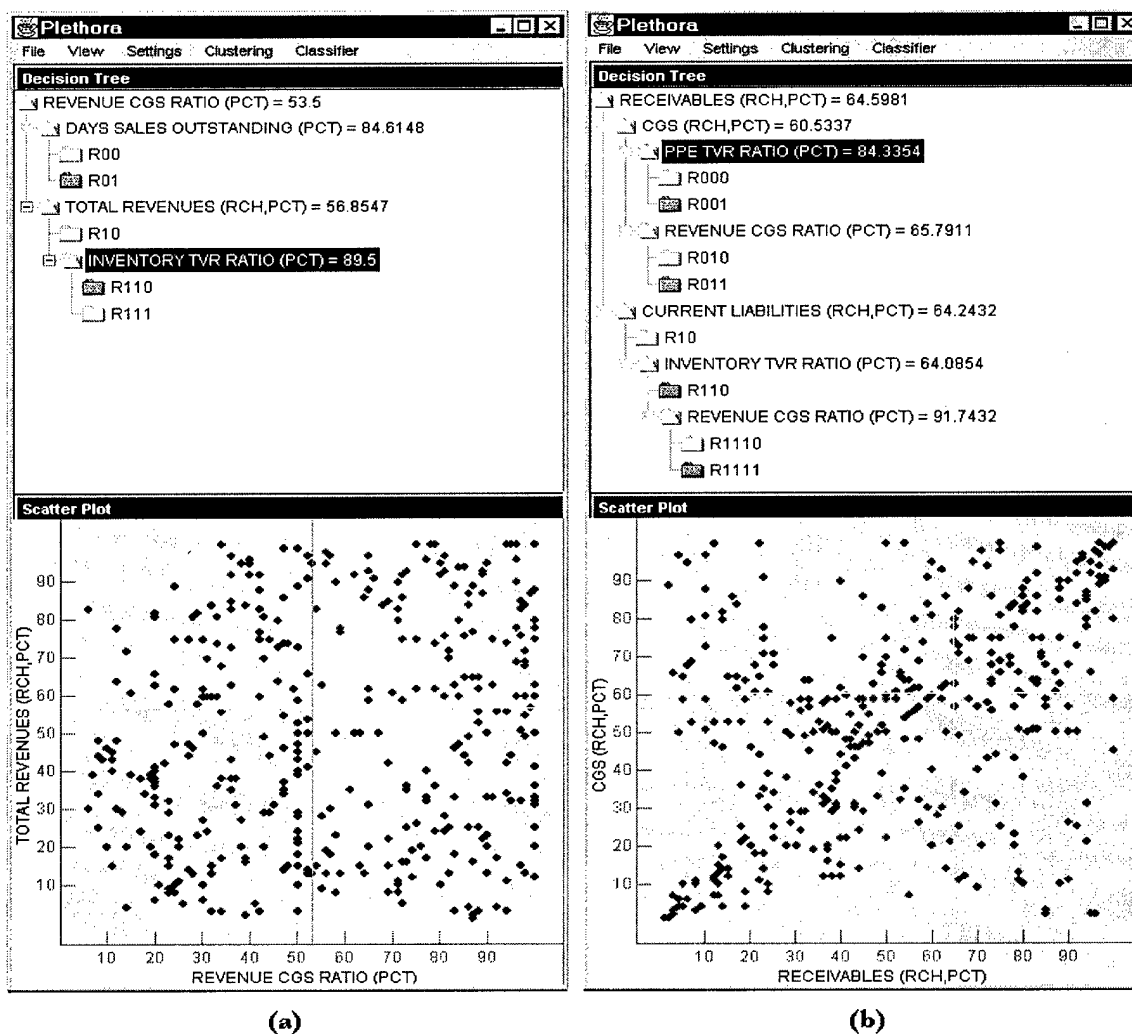 Plethora
File View Settings Clustering Classifier
Decision Tree
REVENUE CGS RATIO (PCT) = 53.5
DAYS SALES OUTSTANDING (PCT) = 84.6148
R00
R01
TOTAL REVENUES (RCH,PCT) = 56.8547
R10
INVENTORY TVR RATIO (PCT) = 89.5
R110
R111
Scatter Plot
TOTAL REVENUES (RCH,PCT)
90
80
70
60
50
40
30
20
10
10 20 30 40 50 60 70 80 90
REVENUE CGS RATIO (PCT)
(a)
Plethora
File View Settings Clustering Classifier
Decision Tree
RECEIVABLES (RCH,PCT) = 64.5981
CGS (RCH,PCT) = 60.5337
PPE TVR RATIO (PCT) = 84.3354
R000
R001
REVENUE CGS RATIO (PCT) = 65.7911
R010
R011
CURRENT LIABILITIES (RCH,PCT) = 64.2432
R10
INVENTORY TVR RATIO (PCT) = 64.0854
R110
REVENUE CGS RATIO (PCT) = 91.7432
R1110
R1111
Scatter Plot
CGS (RCH,PCT)
90
80
70
60
50
40
30
20
10
10 20 30 40 50 60 70 80 90
RECEIVABLES (RCH,PCT)
(b)